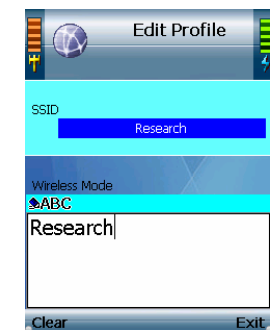 Edit Profile
SSID
Research
Wireless Mode
ABC
Research
Clear Exit